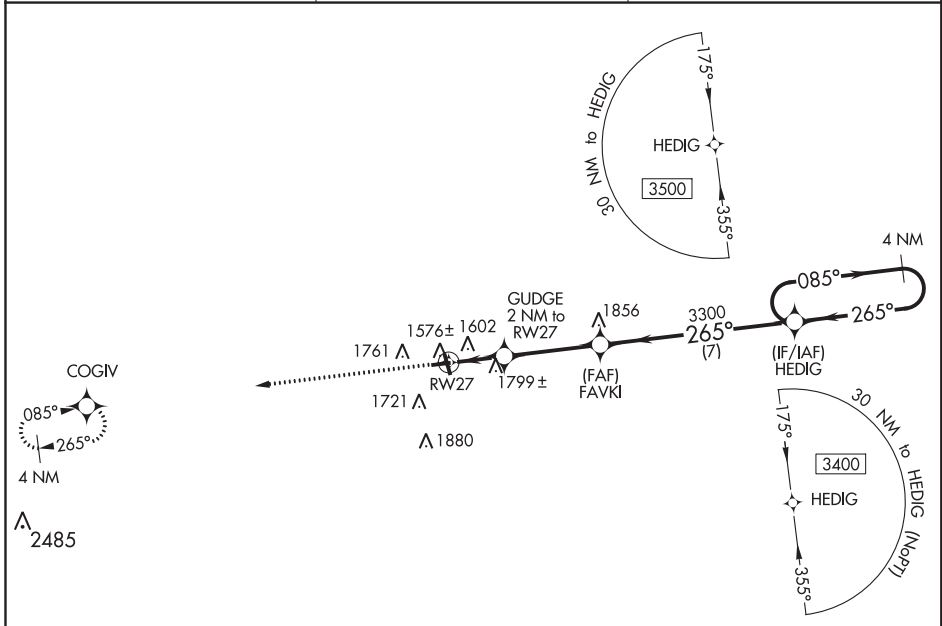 175°
30 NM to HEDIG
HEDIG
3500
355°
4 NM
085°
265°
GUDGE
2 NM to
RW27
1856
3300
265°
(7)
(IF/IAF)
HEDIG
1576±
1602
1761
RW27
1799±
(FAF)
FAVKI
COGIV
085°
265°
4 NM
1721
1880
2485
175°
30 NM to HEDIG (NoPT)
3400
HEDIG
355°